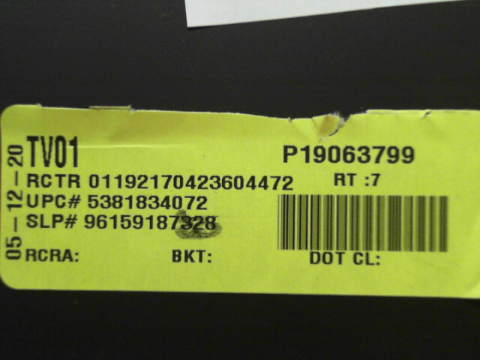 05-12-20
TV01
P19063799
RCTR 01192170423604472
RT :7
UPC# 5381834072
SLP# 96159187328
RCRA:
BKT:
DOT CL: